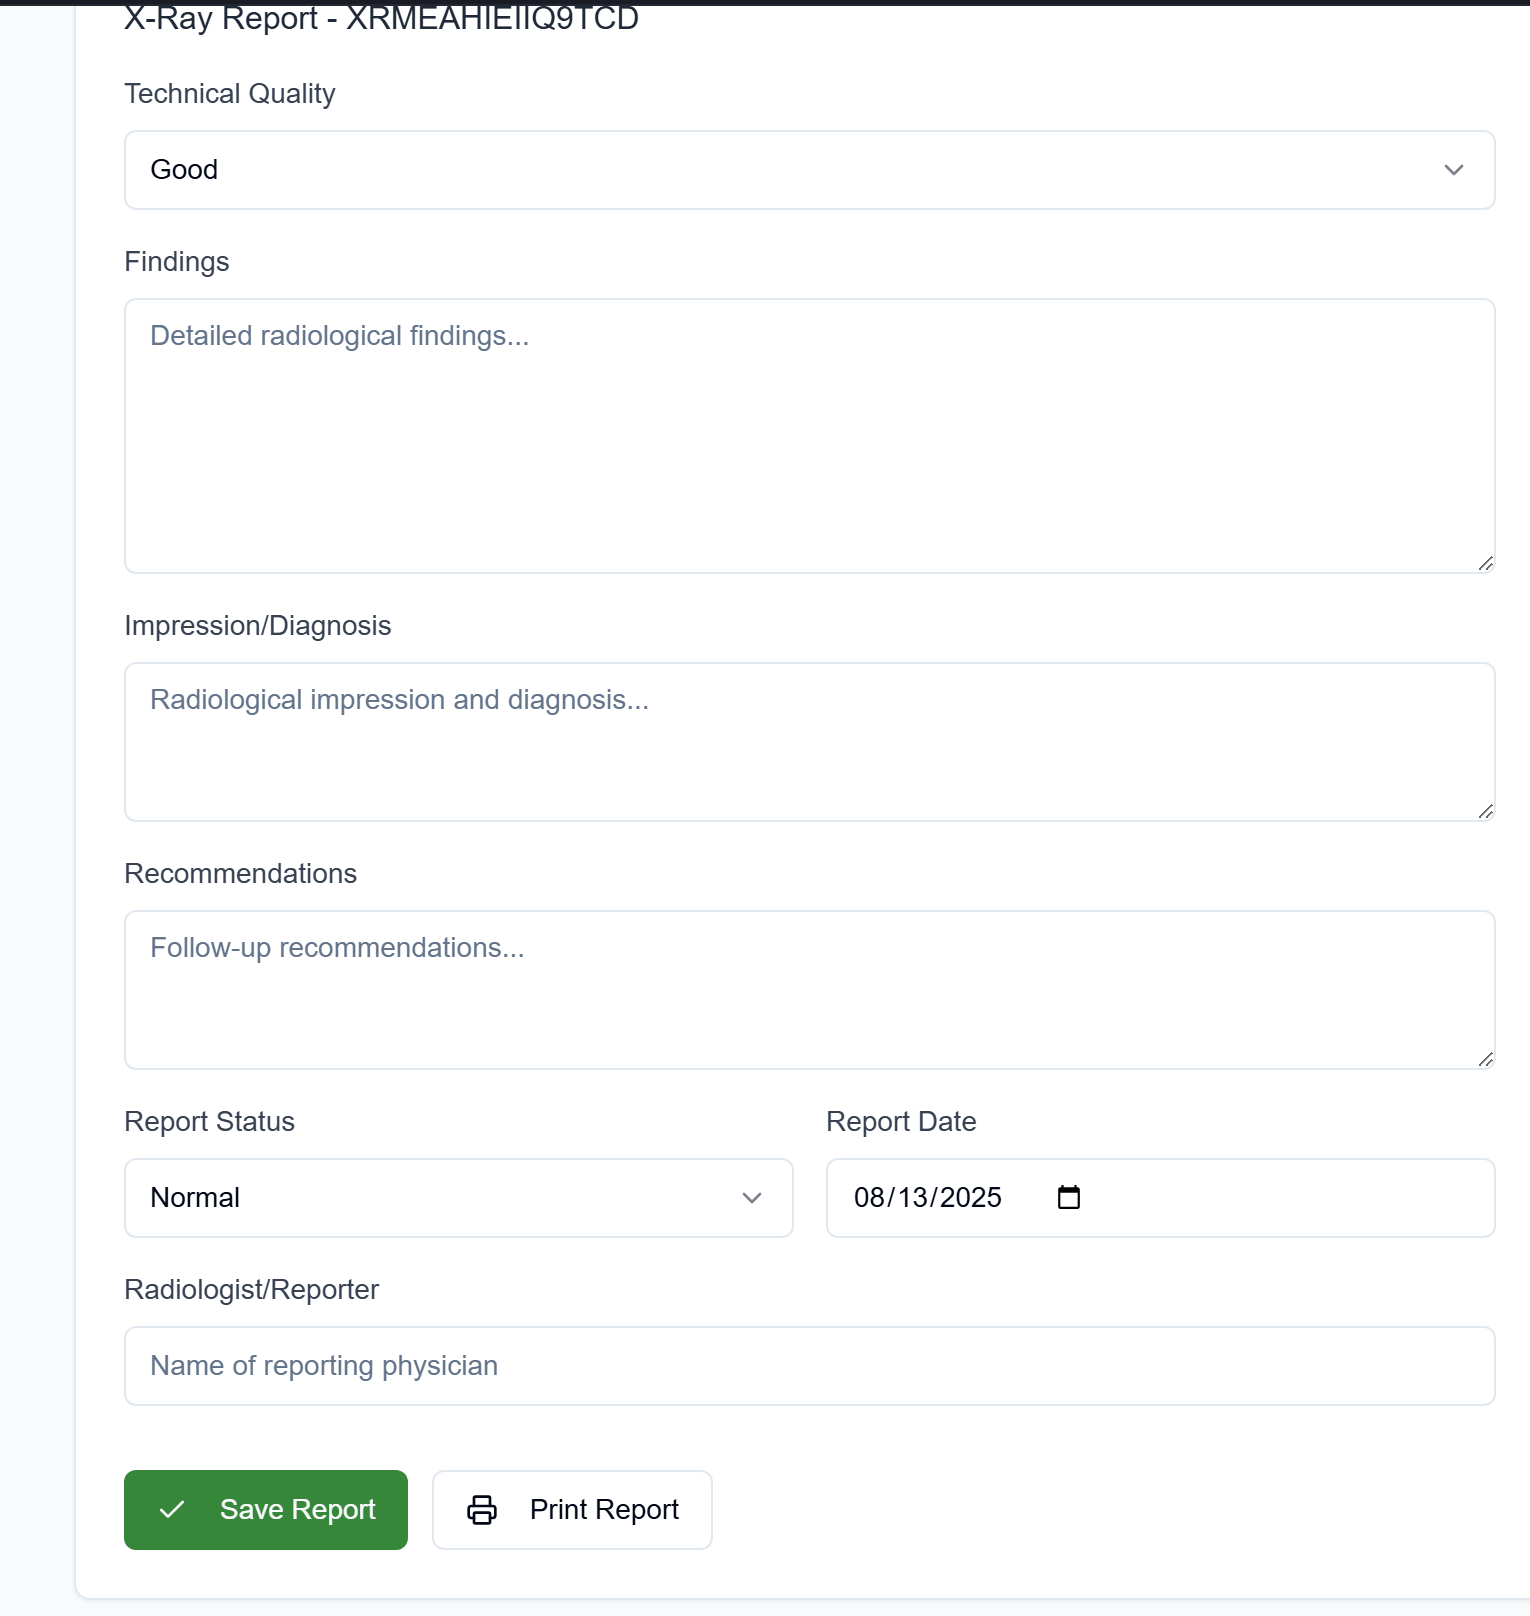 X-Ray Report - XRMEAHIEIIQ9TCD
Technical Quality
Good
Findings
Detailed radiological findings...
Impression/Diagnosis
Radiological impression and diagnosis...
Recommendations
Follow-up recommendations...
Report Status
Report Date
Normal
08/13/2025
Radiologist/Reporter
Name of reporting physician
Save Report
Print Report